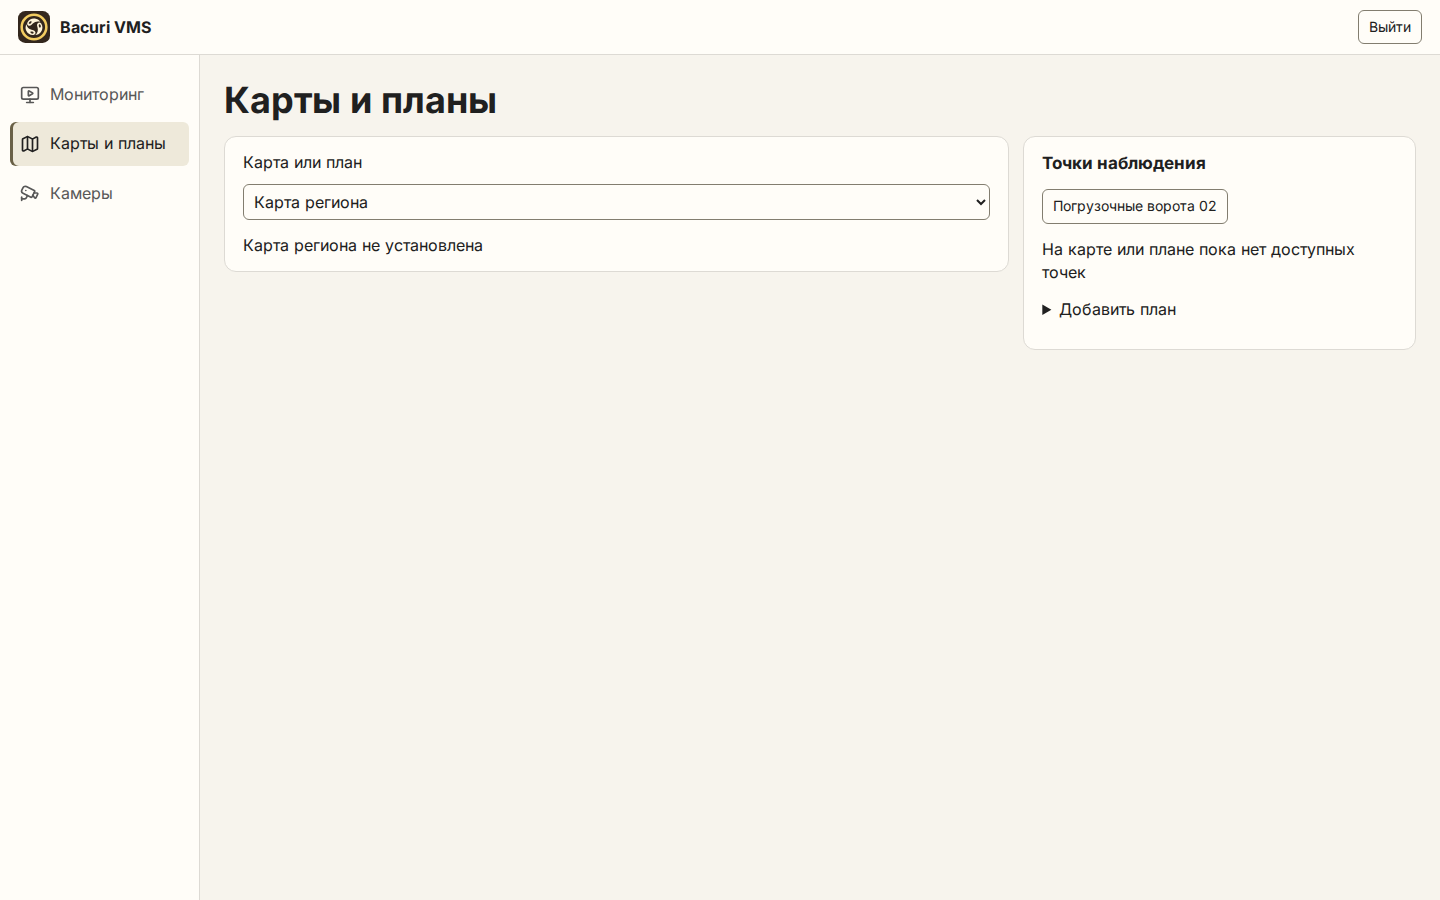 Bacuri VMS
Выйти
Мониторинг
Карты и планы
Камеры
Карты и планы
Карта или план
Карта региона
Карта региона не установлена
Точки наблюдения
Погрузочные ворота 02
На карте или плане пока нет доступных
точек
Добавить план